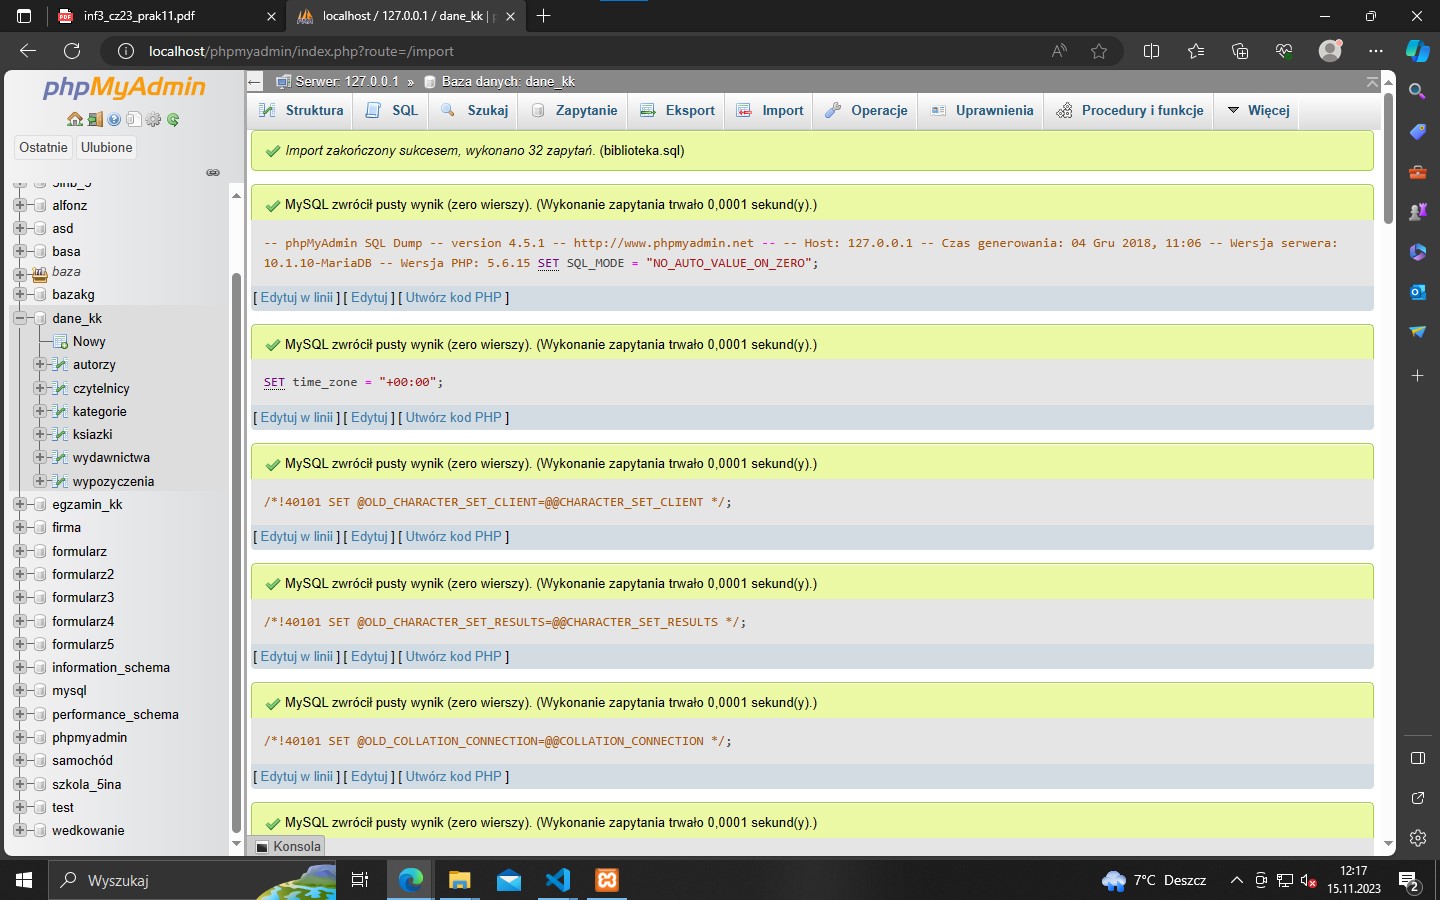 inf3_cz23_prak11.pdf
localhost / 127.0.0.1 / dane_kk | p
localhost/phpmyadmin/index.php?route=/import
phpMyAdmin
Ostatnie
Ulubione
5inb_5
alfonz
asd
basa
baza
bazakg
dane_kk
Nowy
autorzy
czytelnicy
kategorie
ksiazki
wydawnictwa
wypozyczenia
egzamin_kk
firma
formularz
formularz2
formularz3
formularz4
formularz5
information_schema
mysql
performance_schema
phpmyadmin
samochód
szkola_5ina
test
wedkowanie
Serwer: 127.0.0.1 » Baza danych: dane_kk
Struktura SQL Szukaj Zapytanie Eksport Import Operacje Uprawnienia Procedury i funkcje Więcej
Import zakończony sukcesem, wykonano 32 zapytań. (biblioteka.sql)
MySQL zwrócił pusty wynik (zero wierszy). (Wykonanie zapytania trwało 0,0001 sekund(y).)
-- phpMyAdmin SQL Dump -- version 4.5.1 -- http://www.phpmyadmin.net -- -- Host: 127.0.0.1 -- Czas generowania: 04 Gru 2018, 11:06 -- Wersja serwera:
10.1.10-MariaDB -- Wersja PHP: 5.6.15 SET SQL_MODE = "NO_AUTO_VALUE_ON_ZERO";
[ Edytuj w linii ] [ Edytuj ] [ Utwórz kod PHP ]
MySQL zwrócił pusty wynik (zero wierszy). (Wykonanie zapytania trwało 0,0001 sekund(y).)
SET time_zone = "+00:00";
[ Edytuj w linii ] [ Edytuj ] [ Utwórz kod PHP ]
MySQL zwrócił pusty wynik (zero wierszy). (Wykonanie zapytania trwało 0,0001 sekund(y).)
/*!40101 SET @OLD_CHARACTER_SET_CLIENT=@@CHARACTER_SET_CLIENT */;
[ Edytuj w linii ] [ Edytuj ] [ Utwórz kod PHP ]
MySQL zwrócił pusty wynik (zero wierszy). (Wykonanie zapytania trwało 0,0001 sekund(y).)
/*!40101 SET @OLD_CHARACTER_SET_RESULTS=@@CHARACTER_SET_RESULTS */;
[ Edytuj w linii ] [ Edytuj ] [ Utwórz kod PHP ]
MySQL zwrócił pusty wynik (zero wierszy). (Wykonanie zapytania trwało 0,0001 sekund(y).)
/*!40101 SET @OLD_COLLATION_CONNECTION=@@COLLATION_CONNECTION */;
[ Edytuj w linii ] [ Edytuj ] [ Utwórz kod PHP ]
MySQL zwrócił pusty wynik (zero wierszy). (Wykonanie zapytania trwało 0,0001 sekund(y).)
Konsola
Wyszukaj
7°C Deszcz
12:17
15.11.2023
2